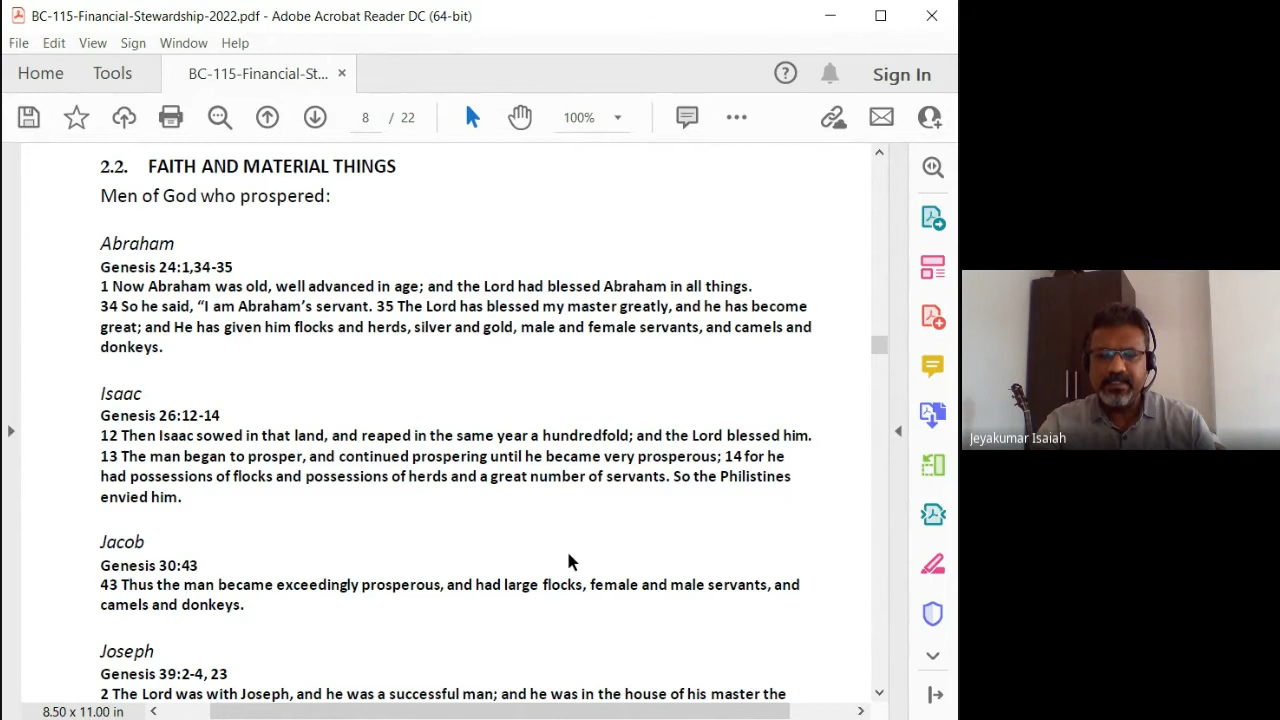 BC-115-Financial-Stewardship-2022.pdf - Adobe Acrobat Reader DC (64-bit)
File Edit View Sign Window Help
Home Tools BC-115-Financial-St... × Sign In
8 / 22 100%
2.2. FAITH AND MATERIAL THINGS
Men of God who prospered:
Abraham
Genesis 24:1,34-35
1 Now Abraham was old, well advanced in age; and the Lord had blessed Abraham in all things.
34 So he said, “I am Abraham’s servant. 35 The Lord has blessed my master greatly, and he has become
great; and He has given him flocks and herds, silver and gold, male and female servants, and camels and
donkeys.
Isaac
Genesis 26:12-14
12 Then Isaac sowed in that land, and reaped in the same year a hundredfold; and the Lord blessed him.
13 The man began to prosper, and continued prospering until he became very prosperous; 14 for he
had possessions of flocks and possessions of herds and a great number of servants. So the Philistines
envied him.
Jacob
Genesis 30:43
43 Thus the man became exceedingly prosperous, and had large flocks, female and male servants, and
camels and donkeys.
Joseph
Genesis 39:2-4, 23
2 The Lord was with Joseph, and he was a successful man; and he was in the house of his master the
8.50 x 11.00 in
Jeyakumar Isaiah